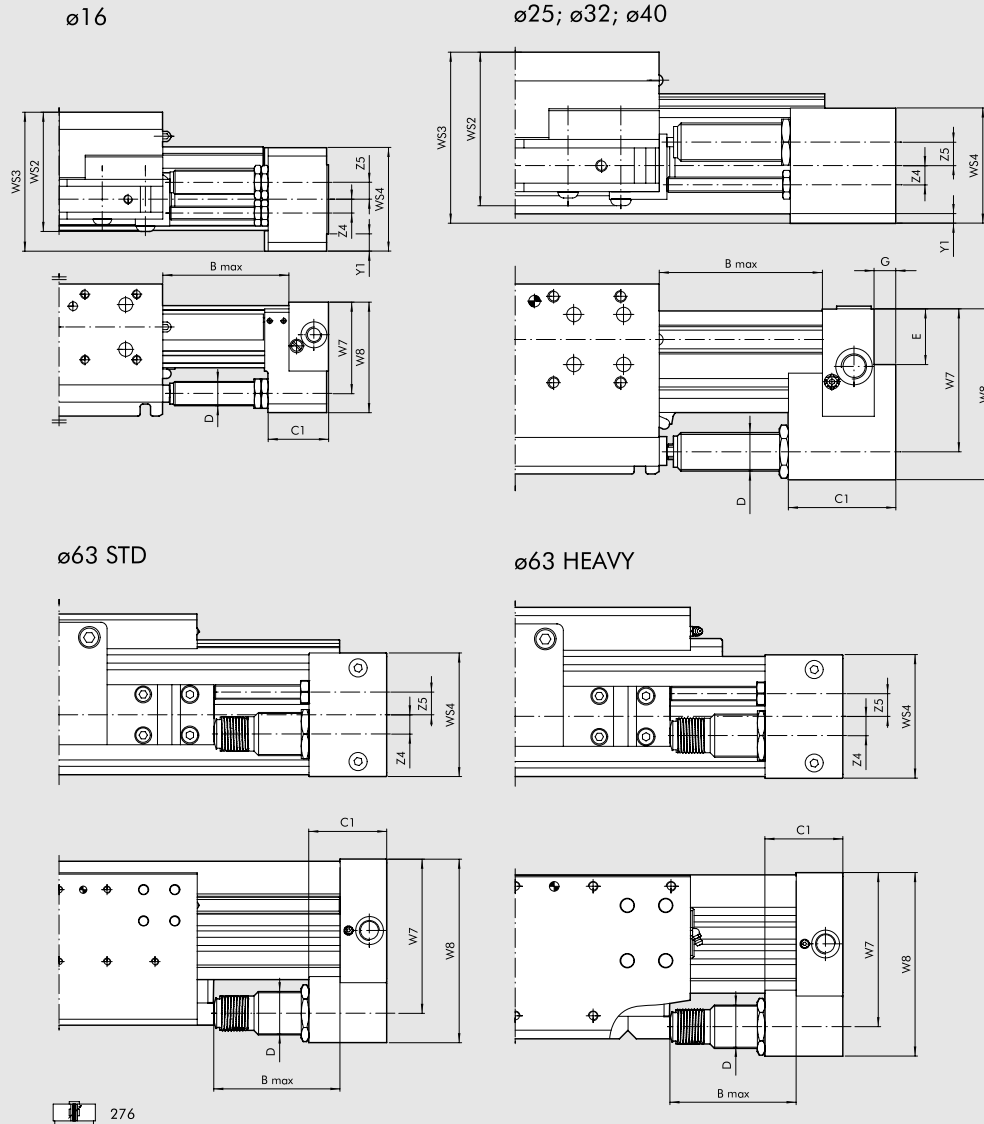 ø16
ø25; ø32; ø40
WS3
WS2
Z5
Z4
WS4
Y1
WS3
WS2
Z5
Z4
WS4
Y1
B max
W7
W8
D
C1
B max
G
E
W7
W8
D
C1
ø63 STD
ø63 HEAVY
Z5
Z4
WS4
Z5
Z4
WS4
C1
W7
W8
D
B max
C1
W7
W8
D
B max
276